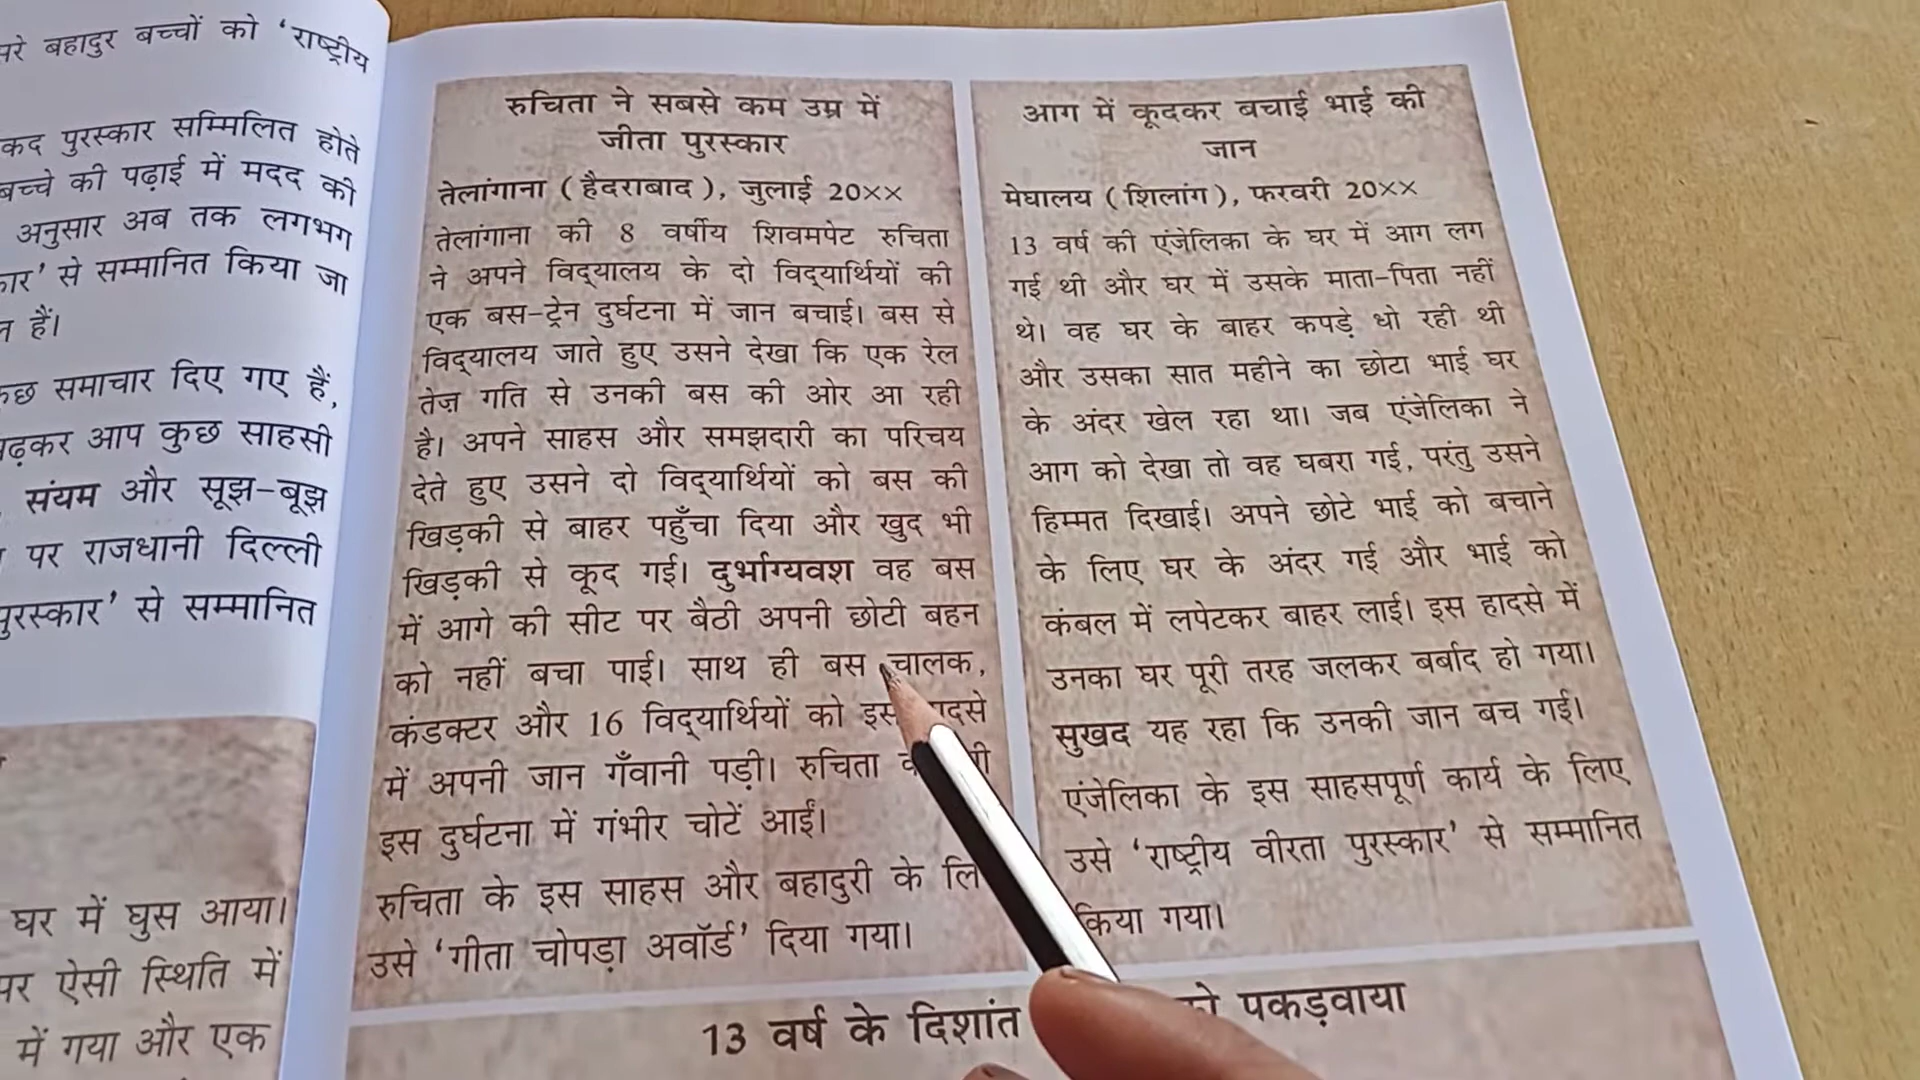 बहादुर बच्चों को ‘राष्ट्रीय
पुरस्कार सम्मिलित होते
बच्चे की पढ़ाई में मदद की
अनुसार अब तक लगभग
से सम्मानित किया जा
हैं।
समाचार दिए गए हैं,
आप कुछ साहसी
संयम और सूझ-बूझ
पर राजधानी दिल्ली
से सम्मानित
घर में घुस आया।
ऐसी स्थिति में
में गया और एक
रुचिता ने सबसे कम उम्र में
जीता पुरस्कार
तेलांगाना (हैदराबाद), जुलाई 20××
तेलांगाना की 8 वर्षीय शिवमपेट रुचिता
ने अपने विद्यालय के दो विद्यार्थियों की
एक बस-ट्रेन दुर्घटना में जान बचाई। बस से
विद्यालय जाते हुए उसने देखा कि एक रेल
तेज़ गति से उनकी बस की ओर आ रही
है। अपने साहस और समझदारी का परिचय
देते हुए उसने दो विद्यार्थियों को बस की
खिड़की से बाहर पहुँचा दिया और खुद भी
खिड़की से कूद गई। दुर्भाग्यवश वह बस
में आगे की सीट पर बैठी अपनी छोटी बहन
को नहीं बचा पाई। साथ ही बस चालक,
कंडक्टर और 16 विद्यार्थियों को
में अपनी जान गँवानी पड़ी। रुचिता
इस दुर्घटना में गंभीर चोटें आईं।
रुचिता के इस साहस और बहादुरी के
उसे ‘गीता चोपड़ा अवॉर्ड’ दिया गया।
आग में कूदकर बचाई भाई की
जान
मेघालय (शिलांग), फरवरी 20××
13 वर्ष की एंजेलिका के घर में आग लग
गई थी और घर में उसके माता-पिता नहीं
थे। वह घर के बाहर कपड़े धो रही थी
और उसका सात महीने का छोटा भाई घर
के अंदर खेल रहा था। जब एंजेलिका ने
आग को देखा तो वह घबरा गई, परंतु उसने
हिम्मत दिखाई। अपने छोटे भाई को बचाने
के लिए घर के अंदर गई और भाई को
कंबल में लपेटकर बाहर लाई। इस हादसे में
उनका घर पूरी तरह जलकर बर्बाद हो गया।
सुखद यह रहा कि उनकी जान बच गई।
एंजेलिका के इस साहसपूर्ण कार्य के लिए
उसे ‘राष्ट्रीय वीरता पुरस्कार’ से सम्मानित
किया गया।
13 वर्ष के दिशांत पकड़वाया